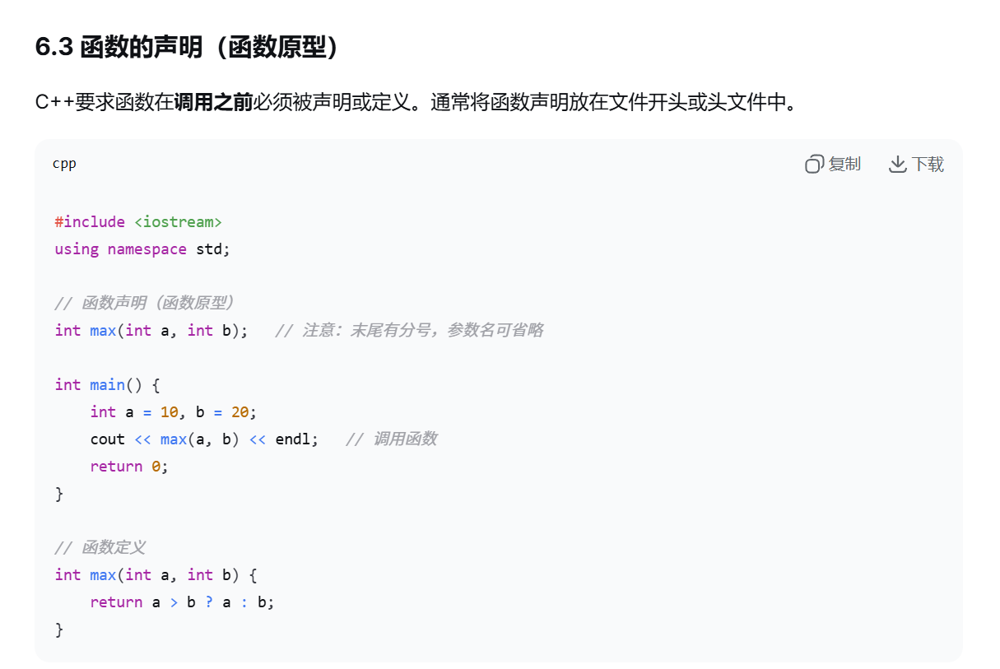 6.3 函数的声明（函数原型）
C++要求函数在调用之前必须被声明或定义。通常将函数声明放在文件开头或头文件中。
cpp
复制 下载
#include <iostream>
using namespace std;
// 函数声明（函数原型）
int max(int a, int b);   // 注意：末尾有分号，参数名可省略
int main() {
    int a = 10, b = 20;
    cout << max(a, b) << endl;   // 调用函数
    return 0;
}
// 函数定义
int max(int a, int b) {
    return a > b ? a : b;
}